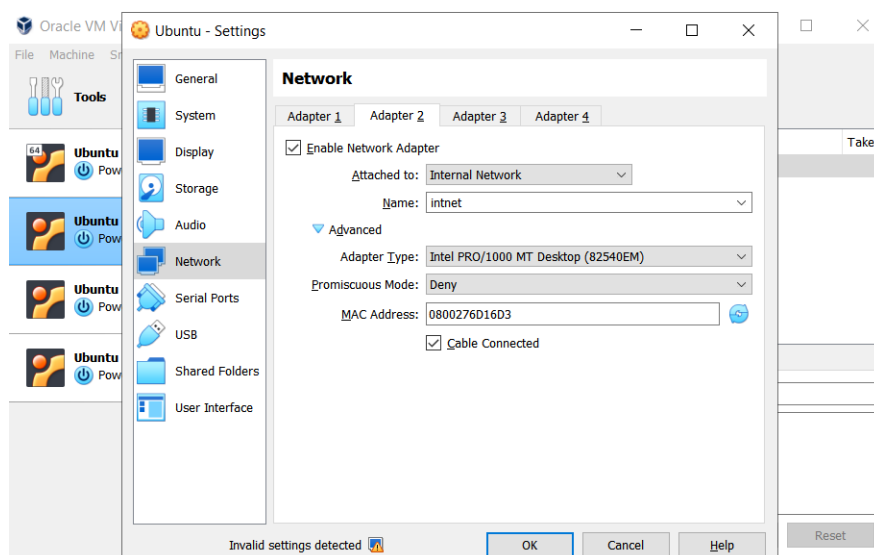 Oracle VM Vi
Ubuntu - Settings
File Machine Sn
Tools
64
Ubuntu
Pow
Ubuntu
Pow
Ubuntu
Pow
Ubuntu
Pow
General
System
Display
Storage
Audio
Network
Serial Ports
USB
Shared Folders
User Interface
Network
Adapter 1 Adapter 2 Adapter 3 Adapter 4
Enable Network Adapter
Attached to: Internal Network
Name: intnet
Advanced
Adapter Type: Intel PRO/1000 MT Desktop (82540EM)
Promiscuous Mode: Deny
MAC Address: 0800276D16D3
Cable Connected
Invalid settings detected
OK Cancel Help
Take
Reset